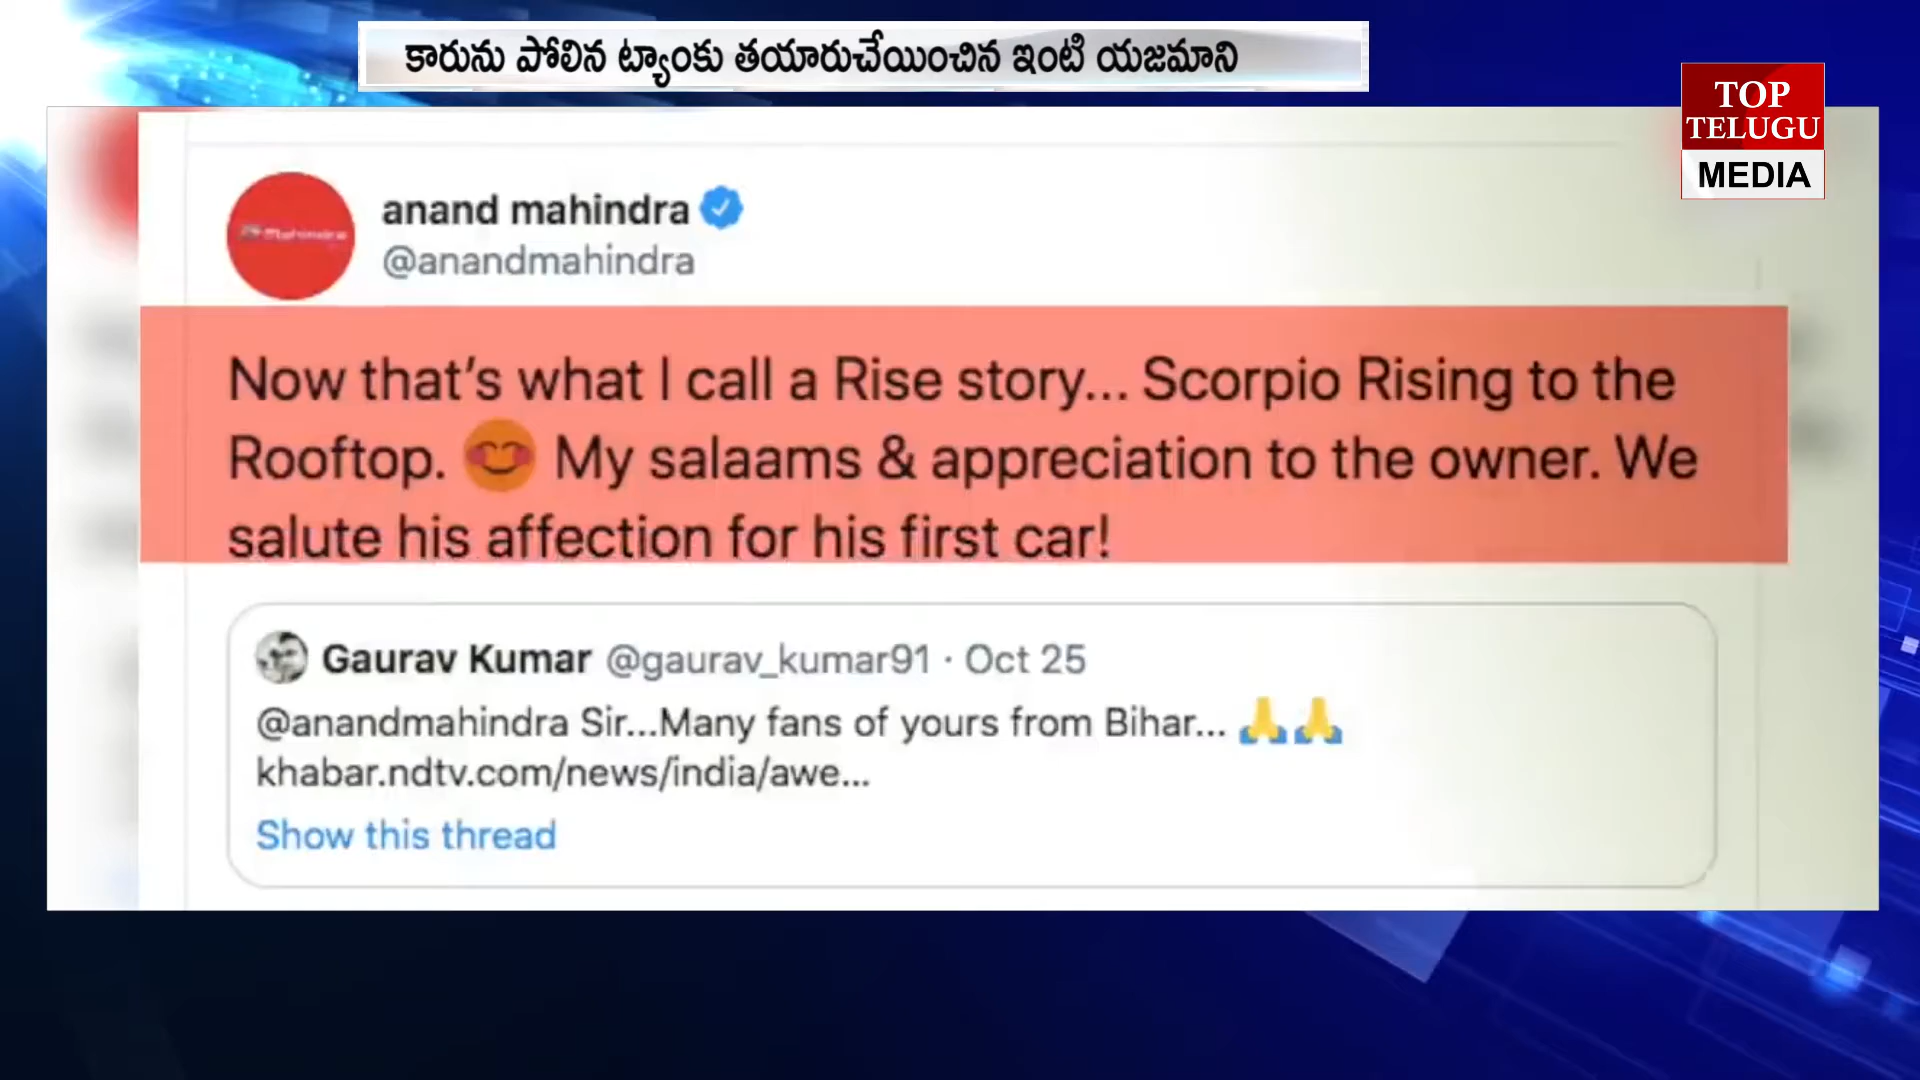 కారును పోలిన ట్యాంకు తయారుచేయించిన ఇంటి యజమాని
TOP
TELUGU
MEDIA
anand mahindra
@anandmahindra
Mahindra
Now that’s what I call a Rise story... Scorpio Rising to the
Rooftop. 😊 My salaams & appreciation to the owner. We
salute his affection for his first car!
Gaurav Kumar @gaurav_kumar91 · Oct 25
@anandmahindra Sir...Many fans of yours from Bihar... 🙏🙏
khabar.ndtv.com/news/india/awe...
Show this thread